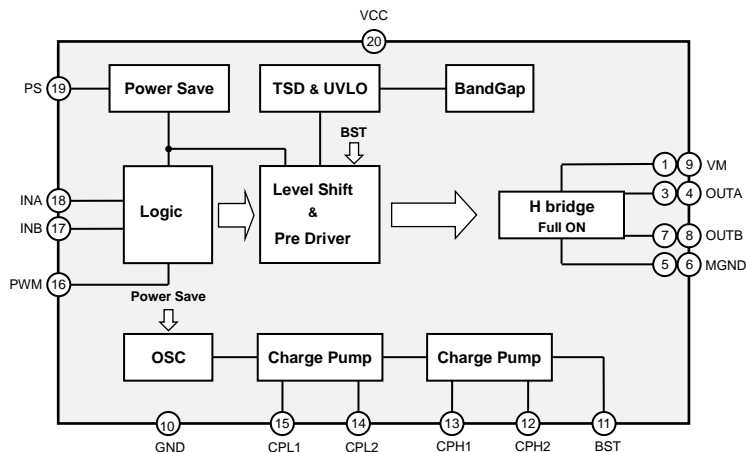 VCC
20
PS 19
Power Save
TSD & UVLO
BandGap
BST
1 9 VM
INA 18
Logic
Level Shift
&
Pre Driver
H bridge
Full ON
3 4 OUTA
INB 17
7 8 OUTB
5 6 MGND
PWM 16
Power Save
OSC
Charge Pump
Charge Pump
10
15
14
13
12
11
GND
CPL1
CPL2
CPH1
CPH2
BST